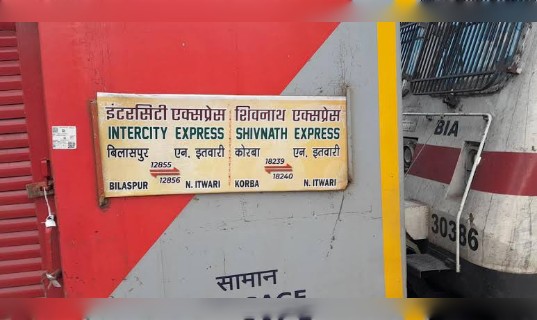 इंटरसिटी एक्सप्रेस शिवनाथ एक्सप्रेस
INTERCITY EXPRESS SHIVNATH EXPRESS
बिलासपुर एन. इतवारी कोरबा एन. इतवारी
12855 18239
12856 18240
BILASPUR N. ITWARI KORBA N. ITWARI
BIA
30386
सामान